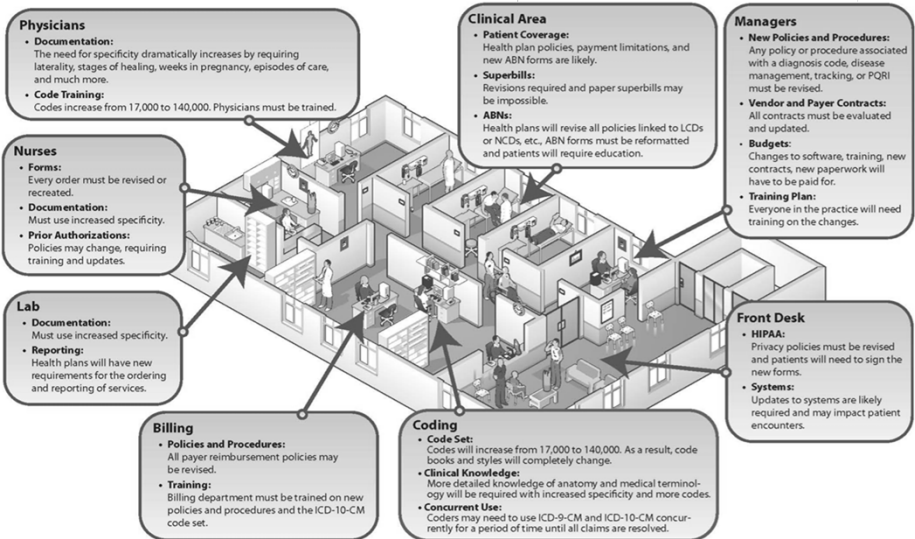 Physicians
• Documentation:
The need for specificity dramatically increases by requiring
laterality, stages of healing, weeks in pregnancy, episodes of care,
and much more.
• Code Training:
Codes increase from 17,000 to 140,000. Physicians must be trained.
Clinical Area
• Patient Coverage:
Health plan policies, payment limitations, and
new ABN forms are likely.
• Superbills:
Revisions required and paper superbills may
be impossible.
• ABNs:
Health plans will revise all policies linked to LCDs
or NCDs, etc., ABN forms must be reformatted
and patients will require education.
Managers
• New Policies and Procedures:
Any policy or procedure associated
with a diagnosis code, disease
management, tracking, or PQRI
must be revised.
• Vendor and Payer Contracts:
All contracts must be evaluated
and updated.
• Budgets:
Changes to software, training, new
contracts, new paperwork will
have to be paid for.
• Training Plan:
Everyone in the practice will need
training on the changes.
Nurses
• Forms:
Every order must be revised or
recreated.
• Documentation:
Must use increased specificity.
• Prior Authorizations:
Policies may change, requiring
training and updates.
Lab
• Documentation:
Must use increased specificity.
• Reporting:
Health plans will have new
requirements for the ordering
and reporting of services.
Front Desk
• HIPAA:
Privacy policies must be revised
and patients will need to sign the
new forms.
• Systems:
Updates to systems are likely
required and may impact patient
encounters.
Billing
• Policies and Procedures:
All payer reimbursement policies may
be revised.
• Training:
Billing department must be trained on new
policies and procedures and the ICD-10-CM
code set.
Coding
• Code Set:
Codes will increase from 17,000 to 140,000. As a result, code
books and styles will completely change.
• Clinical Knowledge:
More detailed knowledge of anatomy and medical terminol-
ogy will be required with increased specificity and more codes.
• Concurrent Use:
Coders may need to use ICD-9-CM and ICD-10-CM concur-
rently for a period of time until all claims are resolved.